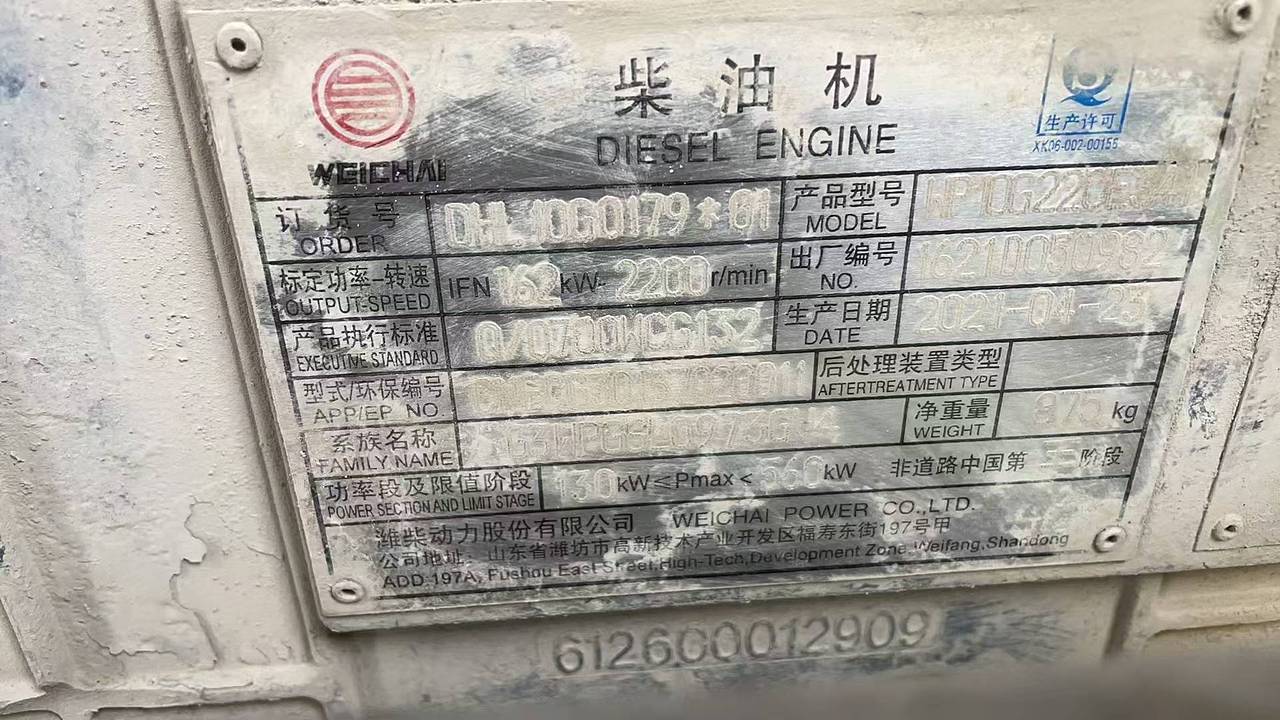 WEICHAI
柴油机
DIESEL ENGINE
生产许可
XK06-002-00156
订货号 DHL10G0179*01 产品型号
ORDER MODEL
标定功率-转速 IFN 162 kW- 2200 r/min 出厂编号
OUTPUT-SPEED NO.
产品执行标准 生产日期
EXECUTIVE STANDARD DATE
型式/环保编号 后处理装置类型
APP/EP NO AFTERTREATMENT TYPE
系族名称 净重量 875 kg
FAMILY NAME WEIGHT
功率段及限值阶段 130 kW≤Pmax< 560 kW 非道路中国第三阶段
POWER SECTION AND LIMIT STAGE
潍柴动力股份有限公司 WEICHAI POWER CO.,LTD.
公司地址: 山东省潍坊市高新技术产业开发区福寿东街197号甲
ADD:197A, Fushou East Street,High-Tech,Development Zone,Weifang,Shandong
612600012909